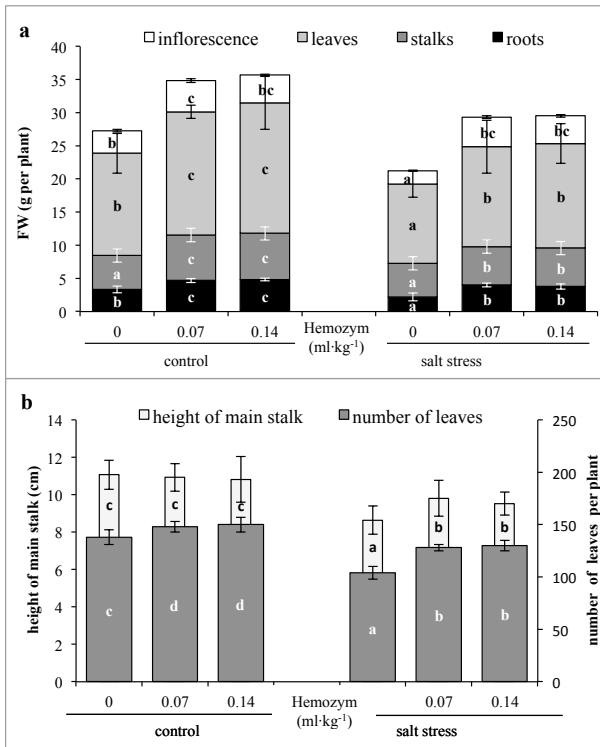 a
inflorescence leaves stalks roots
40
35
30
25
20
15
10
5
0
FW (g per plant)
b c bc a bc bc
b c c a b b
a c c a b b
b c c a b b
0 0.07 0.14 Hemozym 0 0.07 0.14
(ml·kg⁻¹)
control salt stress
b
height of main stalk number of leaves
14
12
10
8
6
4
2
0
height of main stalk (cm)
250
200
150
100
50
0
number of leaves per plant
c c c a b b
c d d a b b
0 0.07 0.14 Hemozym 0.07 0.14
(ml·kg⁻¹)
control salt stress